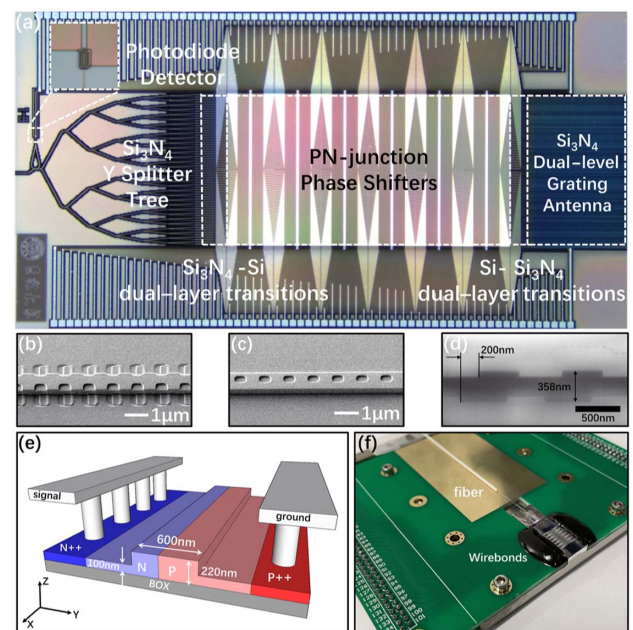 (a)
Photodiode
Detector
Si₃N₄
Y Splitter
Tree
PN-junction
Phase Shifters
Si₃N₄
Dual-level
Grating
Antenna
Si₃N₄ -Si
dual-layer transitions
Si- Si₃N₄
dual-layer transitions
(b)
1μm
(c)
1μm
(d)
200nm
358nm
500nm
(e)
signal
ground
N++
600nm
100nm
N
P
220nm
P++
BOX
Z
Y
X
(f)
fiber
Wirebonds